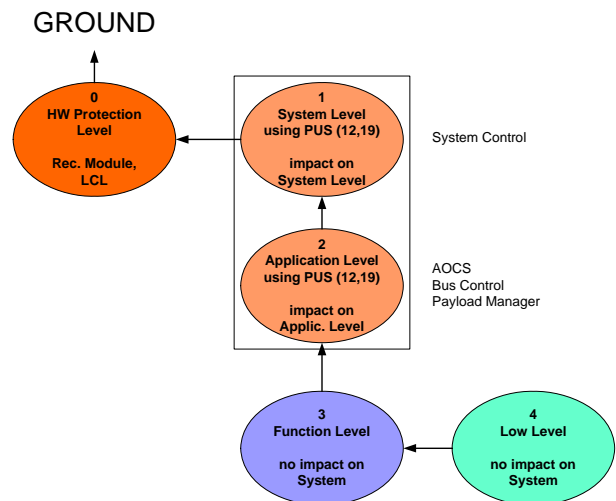 GROUND
0
HW Protection
Level
Rec. Module,
LCL
1
System Level
using PUS (12,19)
impact on
System Level
System Control
2
Application Level
using PUS (12,19)
impact on
Applic. Level
AOCS
Bus Control
Payload Manager
3
Function Level
no impact on
System
4
Low Level
no impact on
System